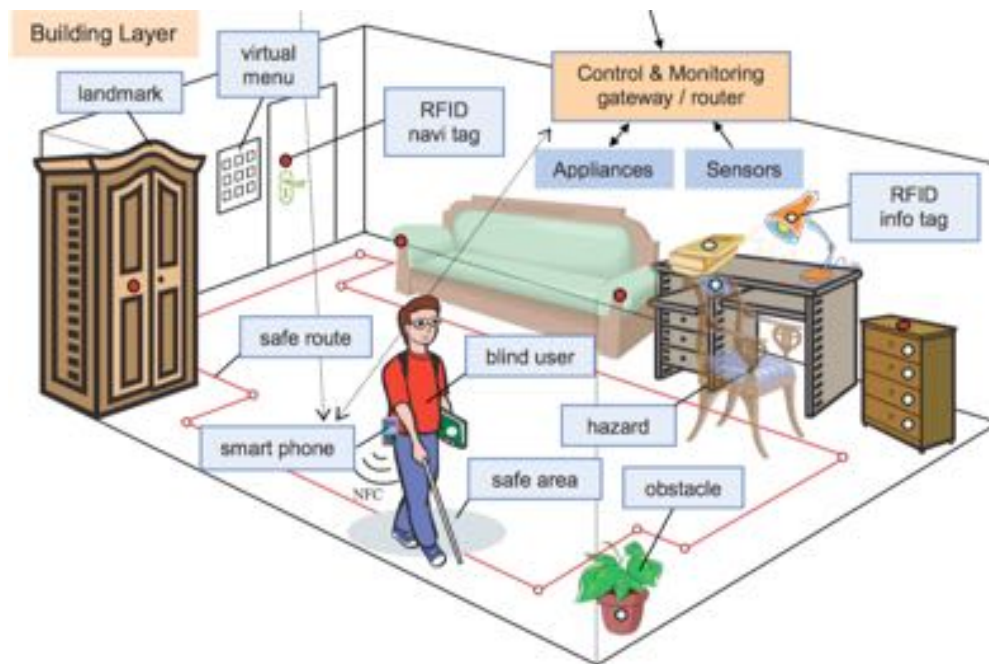 Building Layer
virtual
menu
landmark
RFID
navi tag
Control & Monitoring
gateway / router
Appliances
Sensors
RFID
info tag
safe route
blind user
hazard
smart phone
NFC
safe area
obstacle